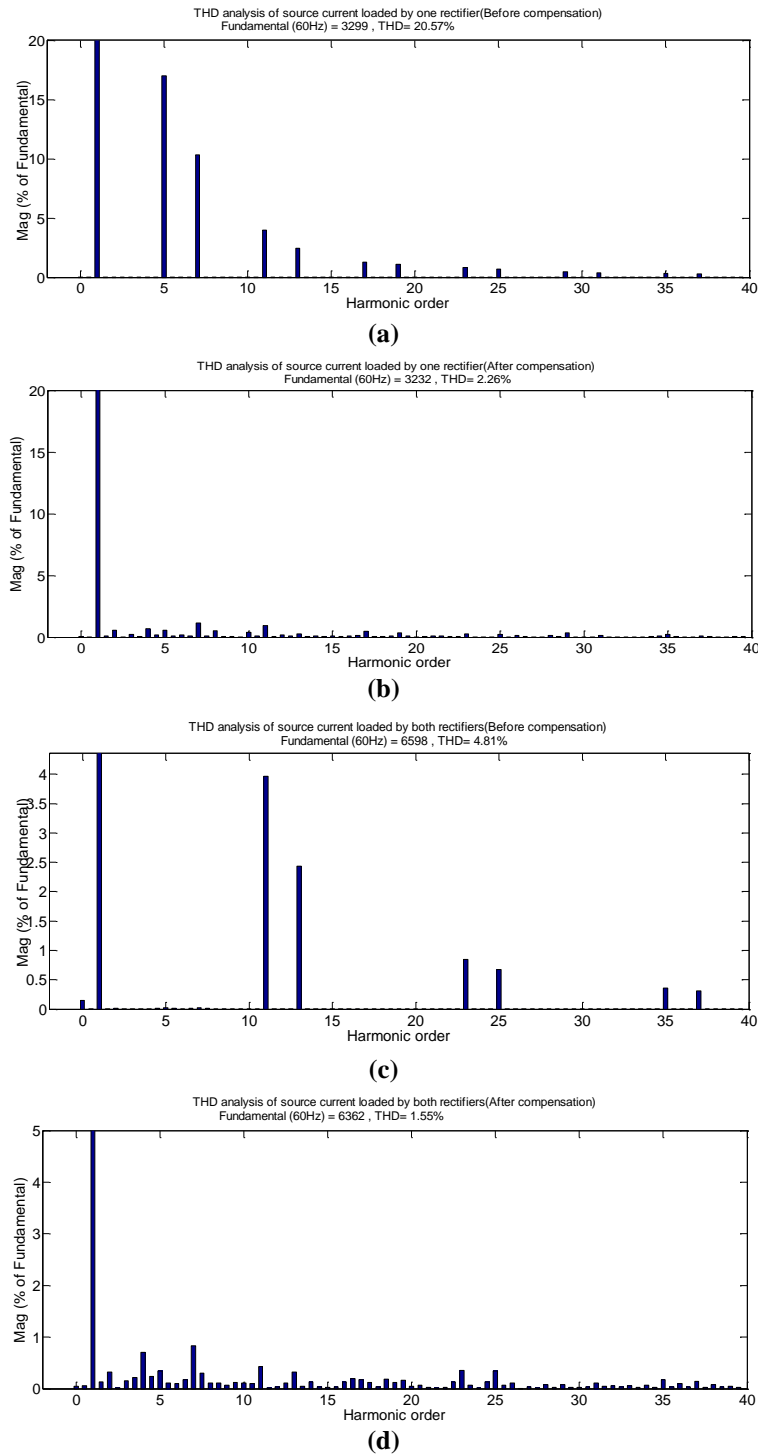 THD analysis of source current loaded by one rectifier(Before compensation)
Fundamental (60Hz) = 3299 , THD= 20.57%
20
15
10
5
0
Mag (% of Fundamental)
0 5 10 15 20 25 30 35 40
Harmonic order
(a)
THD analysis of source current loaded by one rectifier(After compensation)
Fundamental (60Hz) = 3232 , THD= 2.26%
20
15
10
5
0
Mag (% of Fundamental)
0 5 10 15 20 25 30 35 40
Harmonic order
(b)
THD analysis of source current loaded by both rectifiers(Before compensation)
Fundamental (60Hz) = 6598 , THD= 4.81%
4
3.5
3
2.5
2
1.5
1
0.5
0
Mag (% of Fundamental)
0 5 10 15 20 25 30 35 40
Harmonic order
(c)
THD analysis of source current loaded by both rectifiers(After compensation)
Fundamental (60Hz) = 6362 , THD= 1.55%
5
4
3
2
1
0
Mag (% of Fundamental)
0 5 10 15 20 25 30 35 40
Harmonic order
(d)